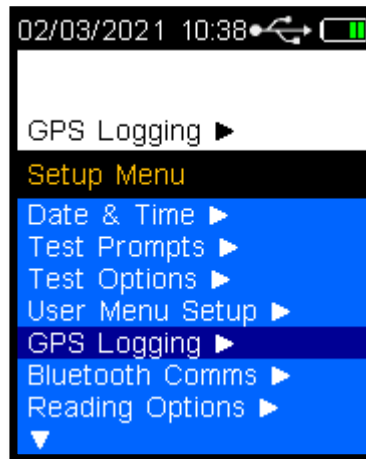 02/03/2021 10:38
GPS Logging ▶
Setup Menu
Date & Time ▶
Test Prompts ▶
Test Options ▶
User Menu Setup ▶
GPS Logging ▶
Bluetooth Comms ▶
Reading Options ▶